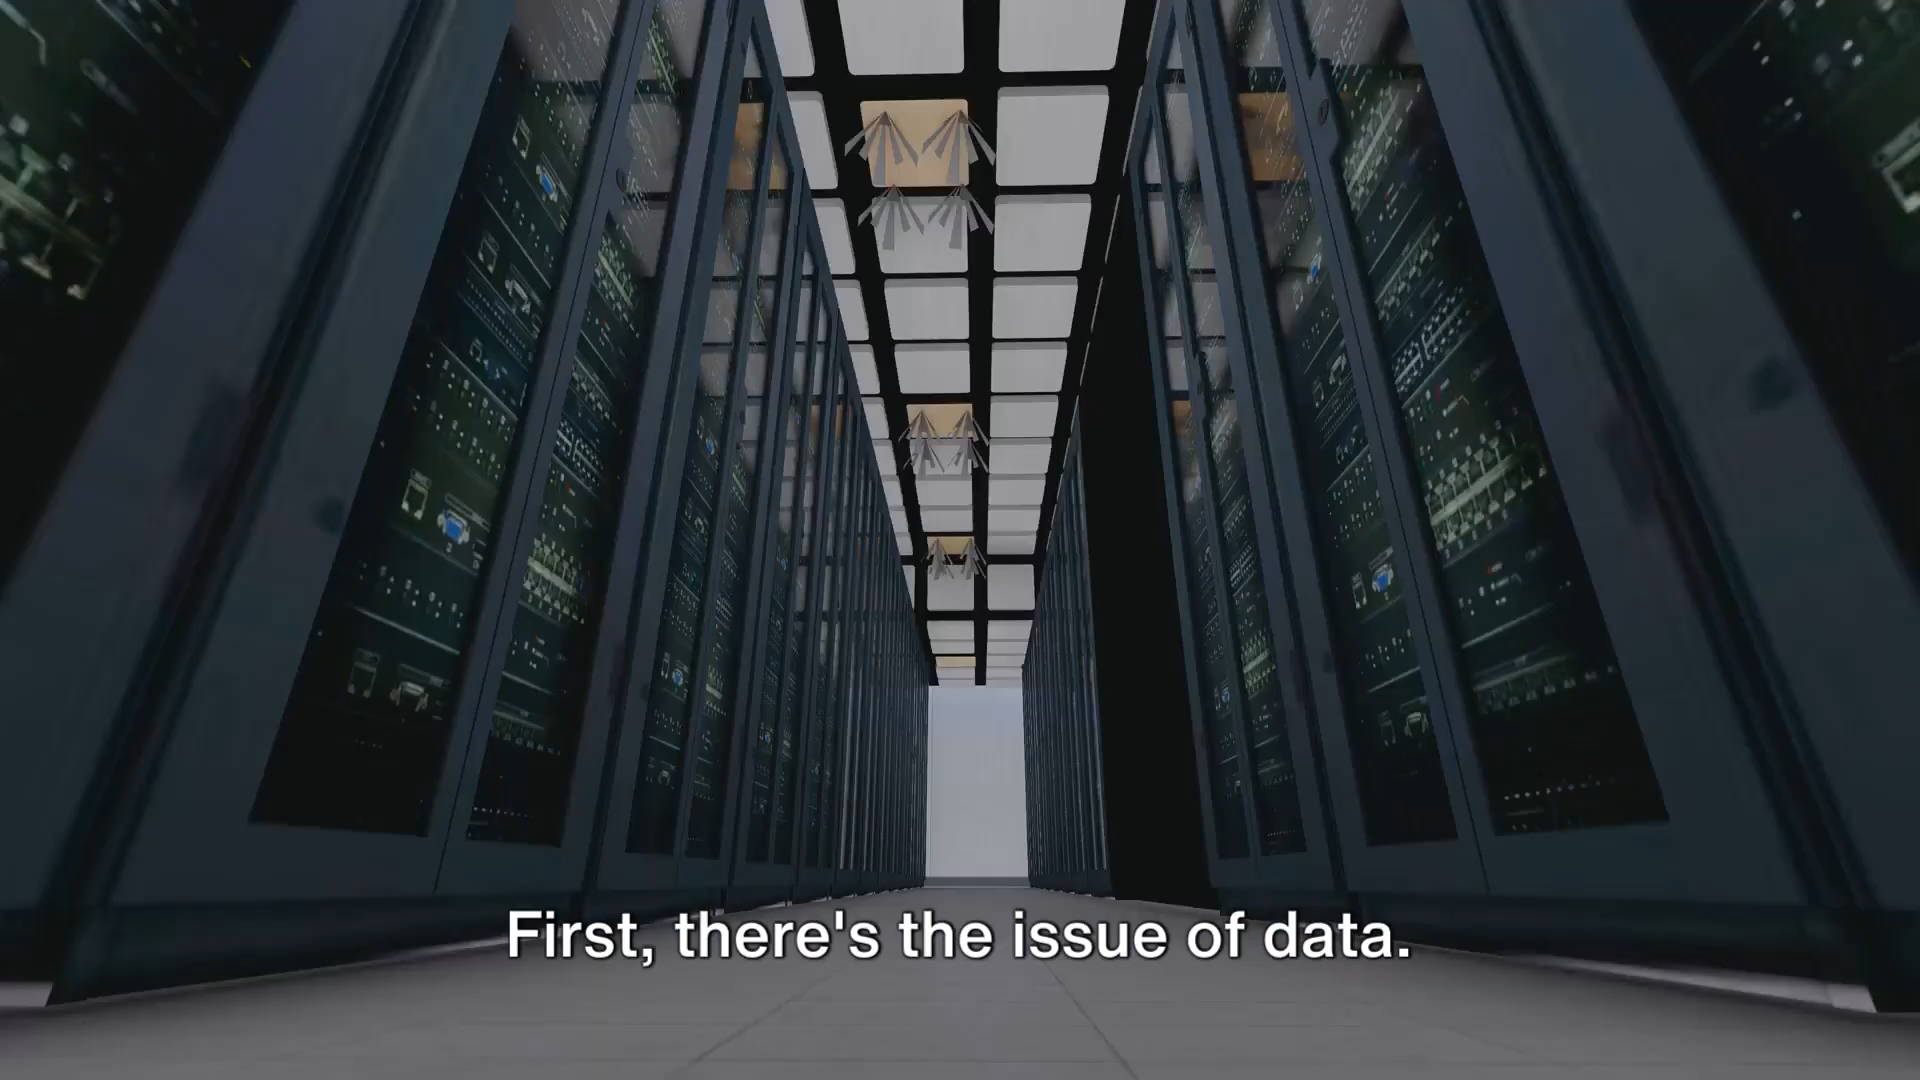 First, there's the issue of data.